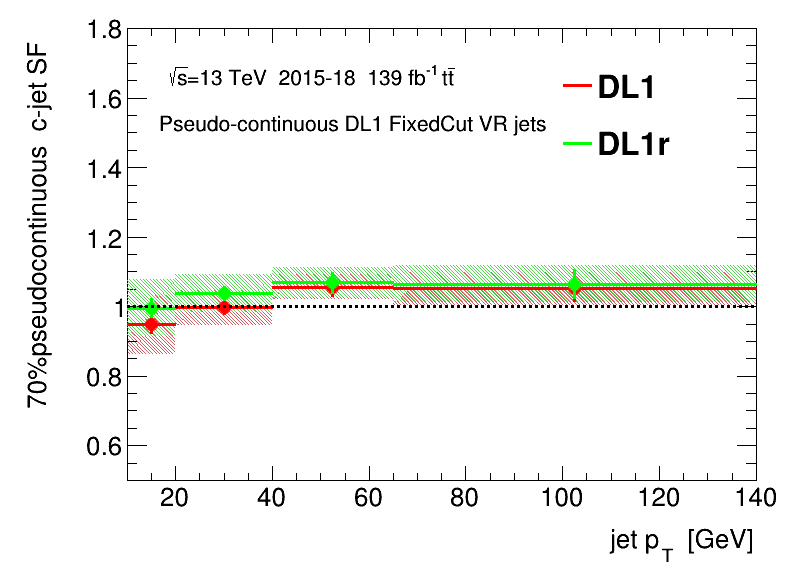 70%pseudocontinuous c-jet SF
1.8
1.6
1.4
1.2
1
0.8
0.6
√s=13 TeV 2015-18 139 fb⁻¹ tt̄
Pseudo-continuous DL1 FixedCut VR jets
DL1
DL1r
20 40 60 80 100 120 140
jet p_T [GeV]